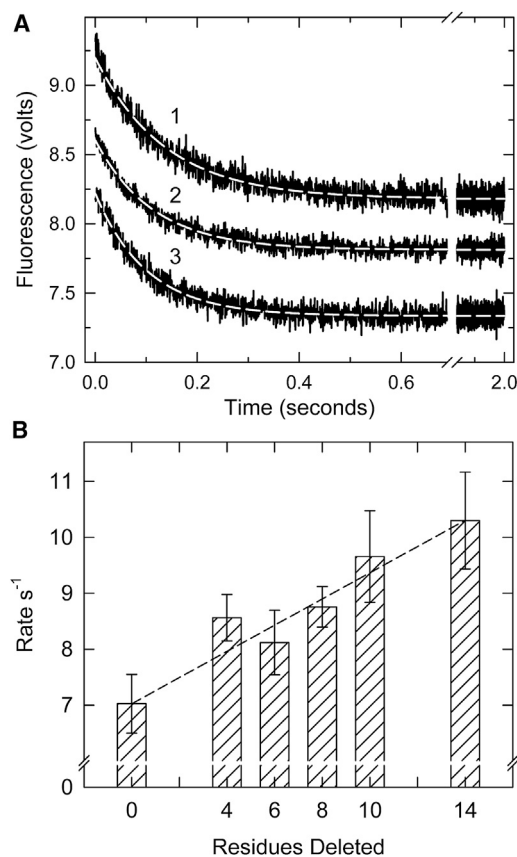 A
Fluorescence (volts)
9.0
8.5
8.0
7.5
7.0
1
2
3
0.0 0.2 0.4 0.6 2.0
Time (seconds)
B
Rate s⁻¹
11
10
9
8
7
0
0 4 6 8 10 14
Residues Deleted